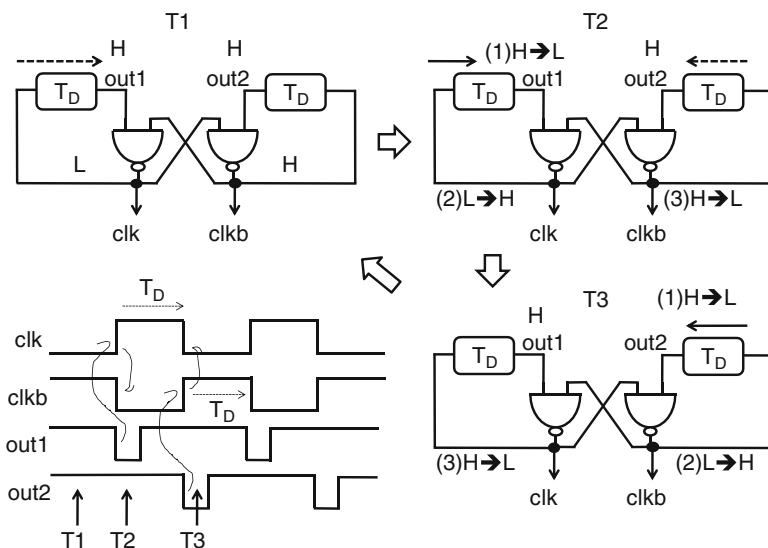 T1
H
H
out1
out2
T_D
T_D
L
H
clk
clkb
T2
(1)H➔L
H
out1
out2
T_D
T_D
(2)L➔H
(3)H➔L
clk
clkb
T3
(1)H➔L
H
out1
out2
T_D
T_D
(3)H➔L
(2)L➔H
clk
clkb
T_D
clk
clkb
T_D
out1
out2
T1 T2 T3